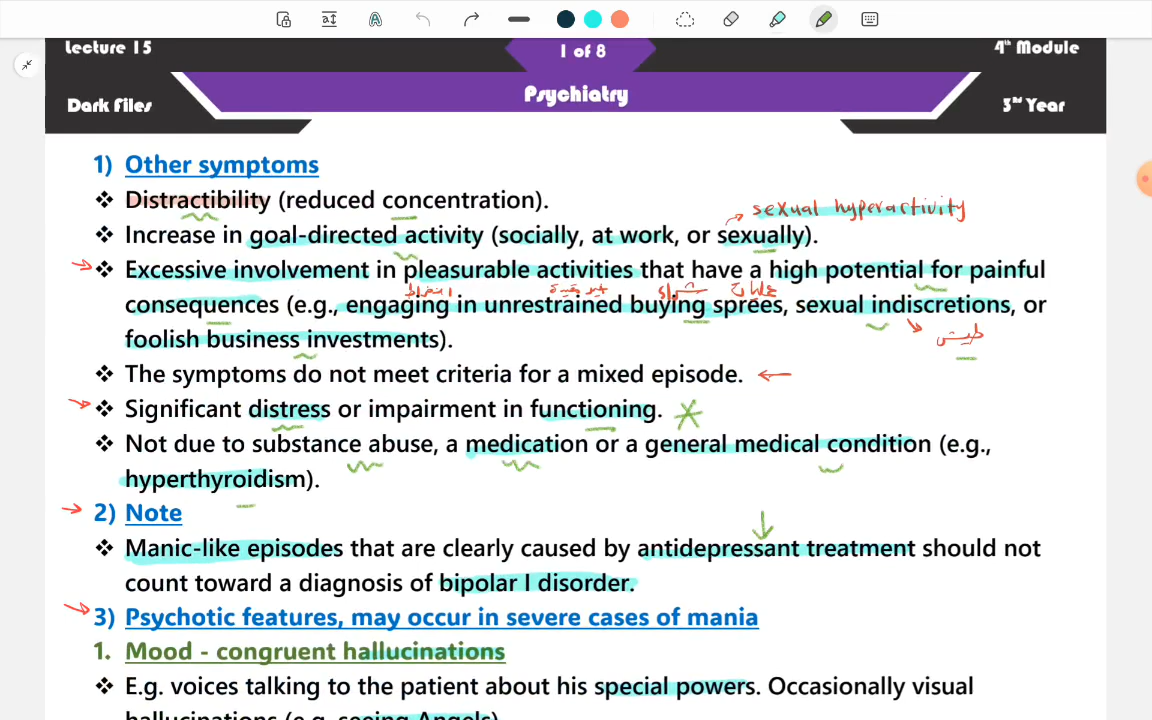 Lecture 15
1 of 8
4th Module
Dark Files
Psychiatry
3rd Year
1) Other symptoms
❖ Distractibility (reduced concentration).
sexual hyperactivity
❖ Increase in goal-directed activity (socially, at work, or sexually).
❖ Excessive involvement in pleasurable activities that have a high potential for painful
consequences (e.g., engaging in unrestrained buying sprees, sexual indiscretions, or
طيش
foolish business investments).
❖ The symptoms do not meet criteria for a mixed episode.
❖ Significant distress or impairment in functioning.
❖ Not due to substance abuse, a medication or a general medical condition (e.g.,
hyperthyroidism).
2) Note
❖ Manic-like episodes that are clearly caused by antidepressant treatment should not
count toward a diagnosis of bipolar I disorder.
3) Psychotic features, may occur in severe cases of mania
1. Mood - congruent hallucinations
❖ E.g. voices talking to the patient about his special powers. Occasionally visual
hallucinations (e.g. seeing Angels)